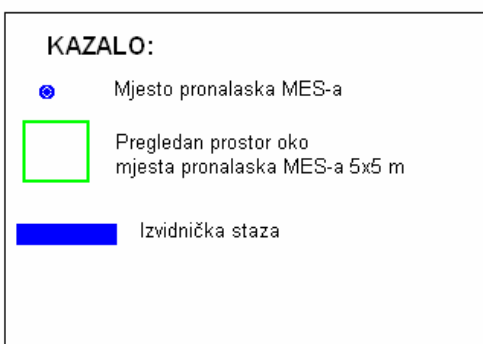 KAZALO:
Mjesto pronalaska MES-a
Pregledan prostor oko
mjesta pronalaska MES-a 5x5 m
Izvidnička staza